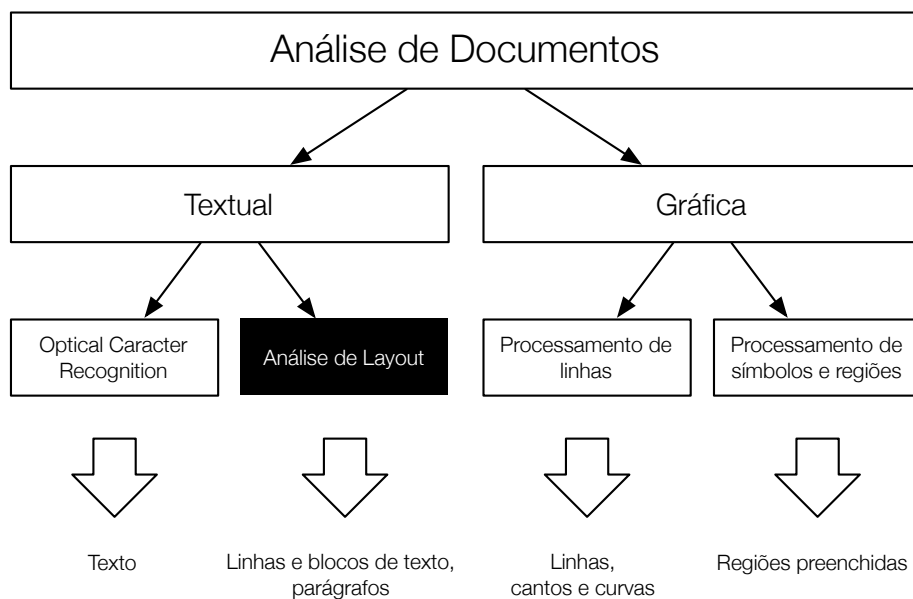 Análise de Documentos
Textual
Gráfica
Optical Caracter
Recognition
Análise de Layout
Processamento de
linhas
Processamento de
símbolos e regiões
Texto
Linhas e blocos de texto,
parágrafos
Linhas,
cantos e curvas
Regiões preenchidas